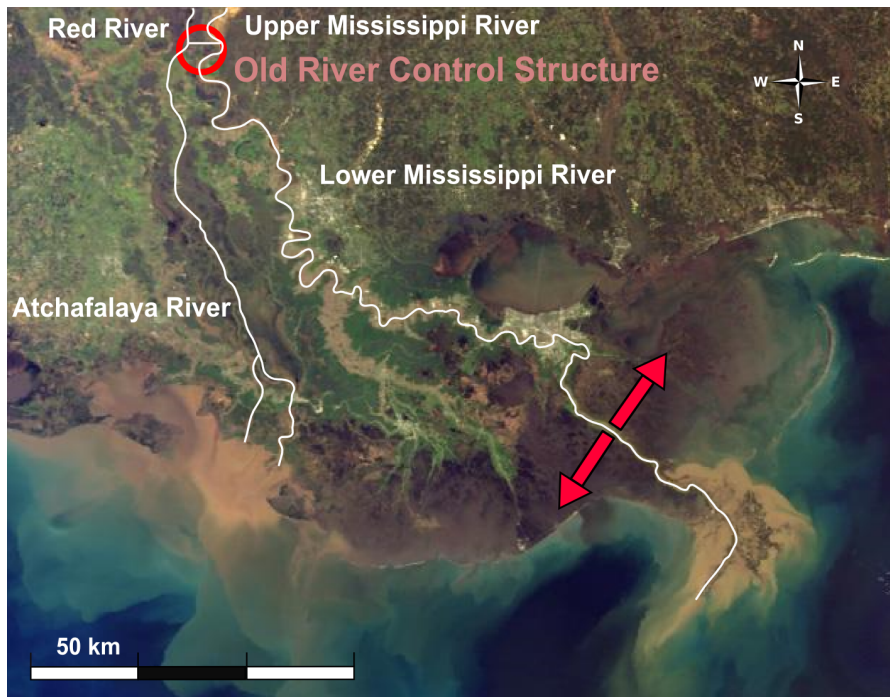 Red River
Upper Mississippi River
Old River Control Structure
N
W
E
S
Lower Mississippi River
Atchafalaya River
50 km